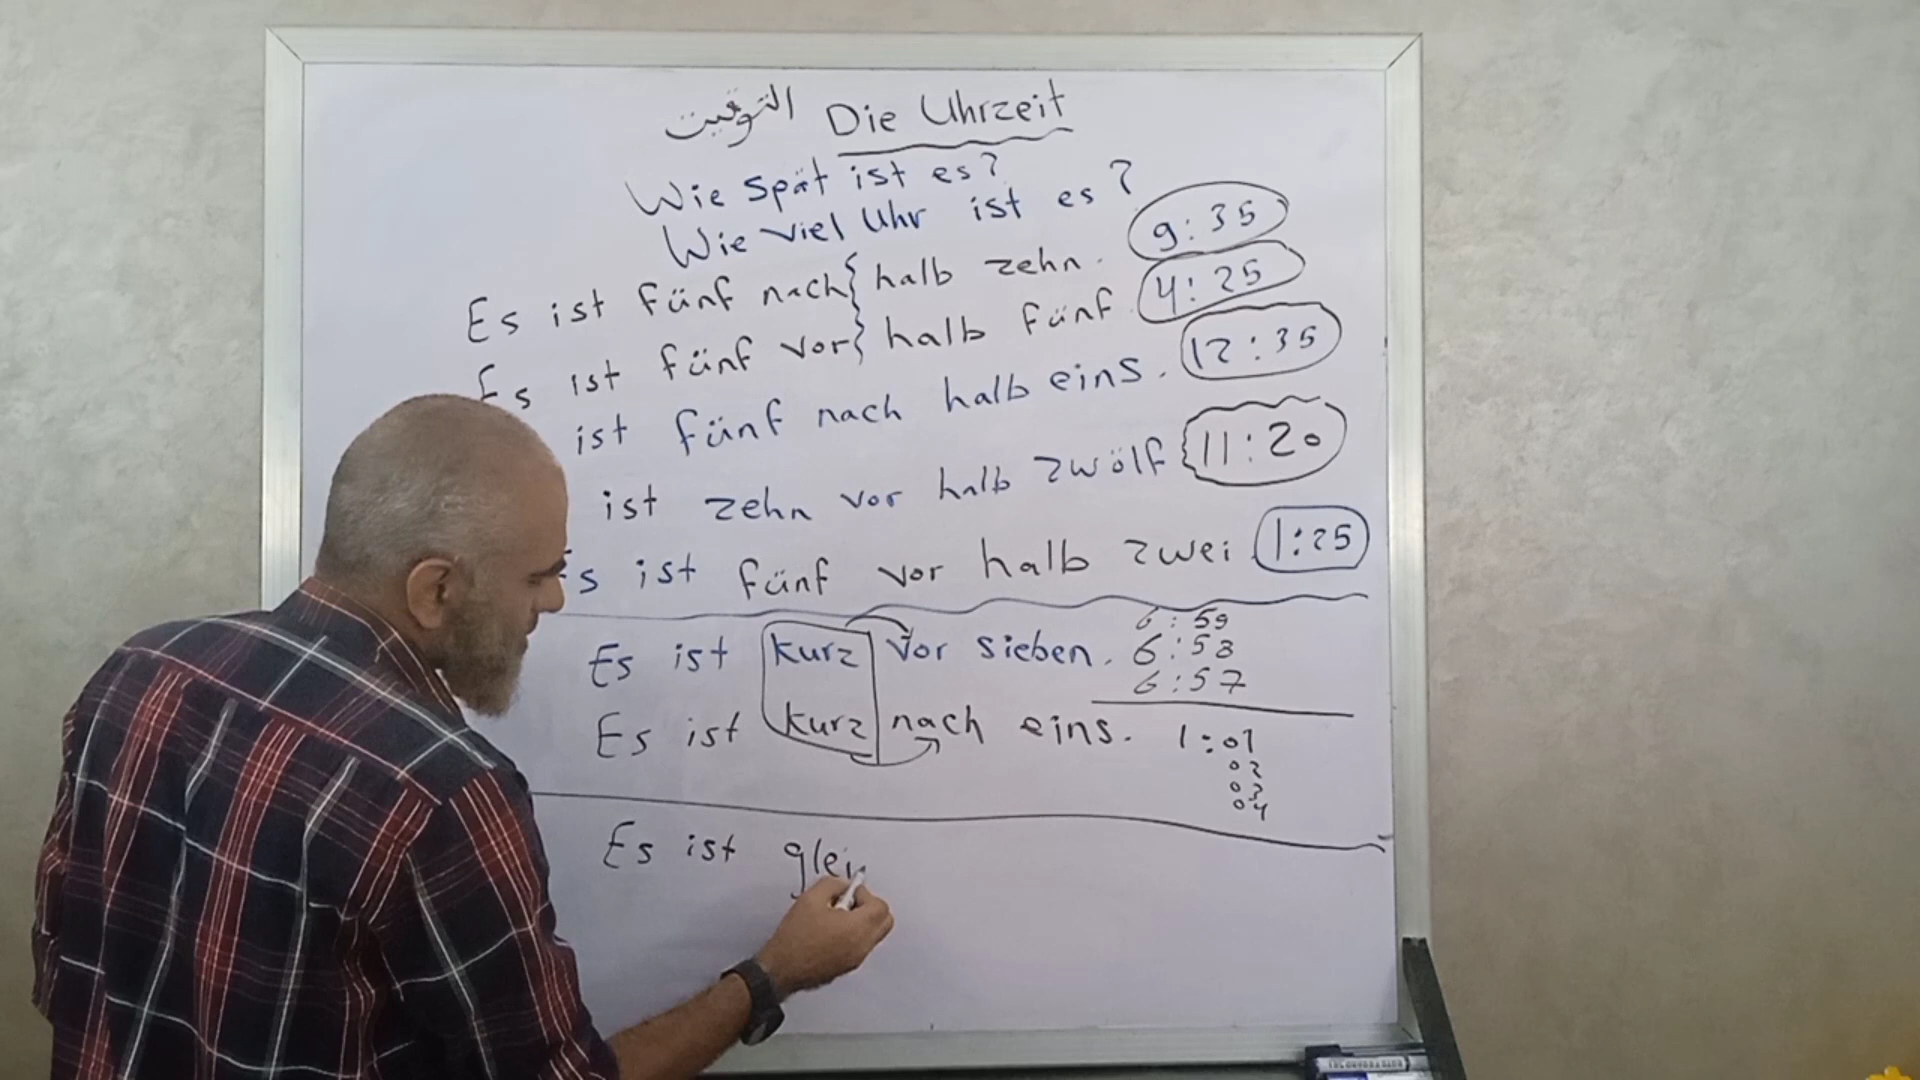 التوقيت Die Uhrzeit
Wie spät ist es?
Wie viel Uhr ist es?
Es ist fünf nach halb zehn. 9:35
Es ist fünf vor halb fünf. 4:25
ist fünf nach halb eins. 12:35
ist zehn vor halb zwölf 11:20
Es ist fünf vor halb zwei. 1:25
6:59
Es ist kurz vor sieben. 6:58
6:57
Es ist kurz nach eins. 1:01
02
03
04
Es ist glei